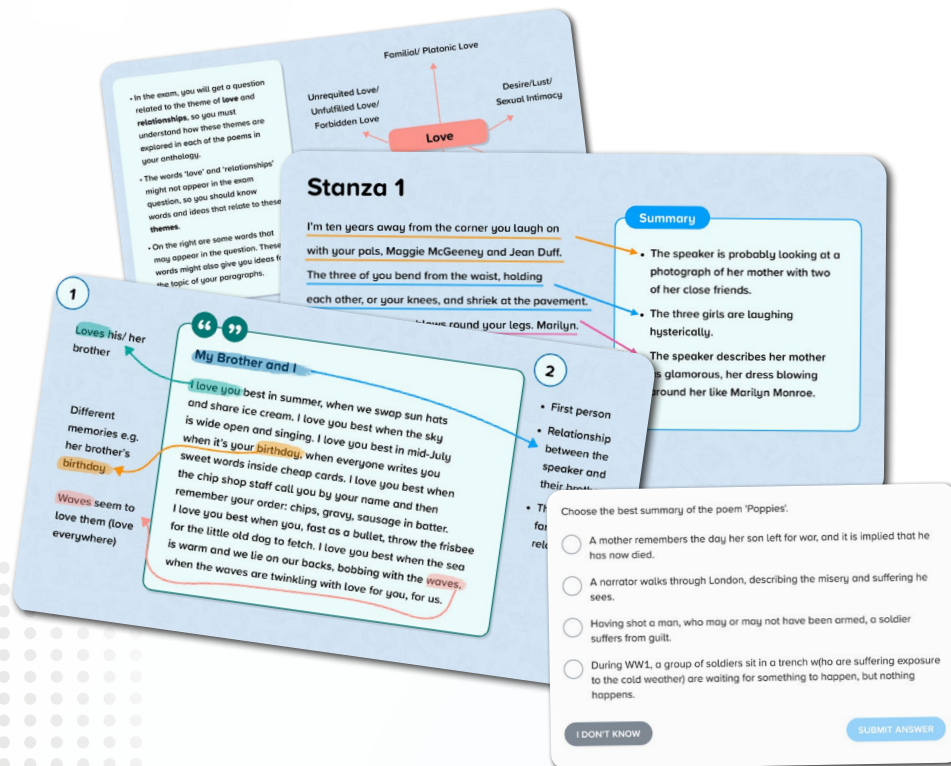 • In the exam, you will get a question
related to the theme of love and
relationships, so you must
understand how these themes are
explored in each of the poems in
your anthology.
• The words 'love' and 'relationships'
might not appear in the exam
question, so you should know
words and ideas that relate to these
themes.
• On the right are some words that
may appear in the question. These
words might also give you ideas
the topic of your paragraphs.
Familial/ Platonic Love
Unrequited Love/
Unfulfilled Love/
Forbidden Love
Desire/Lust/
Sexual Intimacy
Love
Stanza 1
I'm ten years away from the corner you laugh on
with your pals, Maggie McGeeney and Jean Duff.
The three of you bend from the waist, holding
each other, or your knees, and shriek at the pavement.
round your legs. Marilyn.
Summary
• The speaker is probably looking at a
photograph of her mother with two
of her close friends.
• The three girls are laughing
hysterically.
The speaker describes her mother
glamorous, her dress blowing
around her like Marilyn Monroe.
1
Loves his/ her
brother
Different
memories e.g.
her brother's
birthday
Waves seem to
love them (love
everywhere)
“ ”
My Brother and I
I love you best in summer, when we swap sun hats
and share ice cream. I love you best when the sky
is wide open and singing. I love you best in mid-July
when it's your birthday, when everyone writes you
sweet words inside cheap cards. I love you best when
the chip shop staff call you by your name and then
remember your order: chips, gravy, sausage in batter.
I love you best when you, fast as a bullet, throw the frisbee
for the little old dog to fetch. I love you best when the sea
is warm and we lie on our backs, bobbing with the waves,
when the waves are twinkling with love for you, for us.
2
• First person
• Relationship
between the
speaker and
their
Choose the best summary of the poem 'Poppies'.
A mother remembers the day her son left for war, and it is implied that he
has now died.
A narrator walks through London, describing the misery and suffering he
sees.
Having shot a man, who may or may not have been armed, a soldier
suffers from guilt.
During WW1, a group of soldiers sit in a trench w(ho are suffering exposure
to the cold weather) are waiting for something to happen, but nothing
happens.
I DON'T KNOW
SUBMIT ANSWER